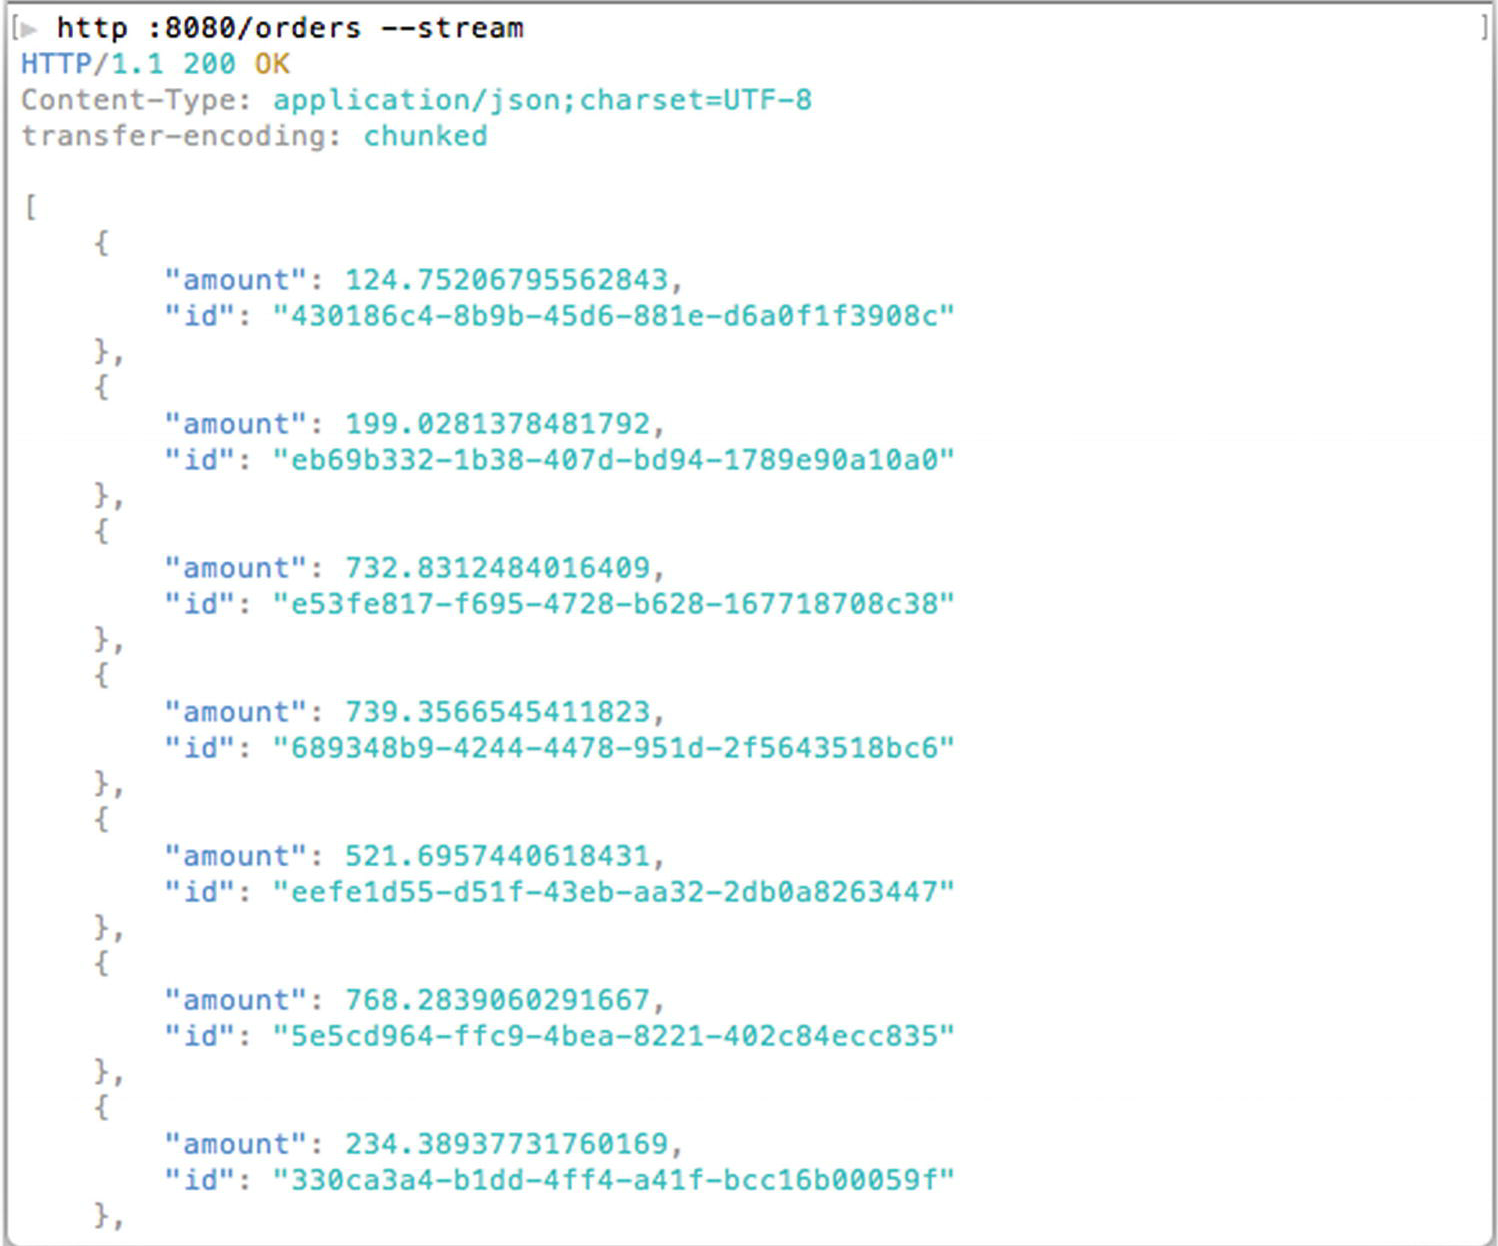 [▶ http :8080/orders --stream ]
HTTP/1.1 200 OK
Content-Type: application/json;charset=UTF-8
transfer-encoding: chunked
[
{
"amount": 124.75206795562843,
"id": "430186c4-8b9b-45d6-881e-d6a0f1f3908c"
},
{
"amount": 199.0281378481792,
"id": "eb69b332-1b38-407d-bd94-1789e90a10a0"
},
{
"amount": 732.8312484016409,
"id": "e53fe817-f695-4728-b628-167718708c38"
},
{
"amount": 739.3566545411823,
"id": "689348b9-4244-4478-951d-2f5643518bc6"
},
{
"amount": 521.6957440618431,
"id": "eefe1d55-d51f-43eb-aa32-2db0a8263447"
},
{
"amount": 768.2839060291667,
"id": "5e5cd964-ffc9-4bea-8221-402c84ecc835"
},
{
"amount": 234.38937731760169,
"id": "330ca3a4-b1dd-4ff4-a41f-bcc16b00059f"
},